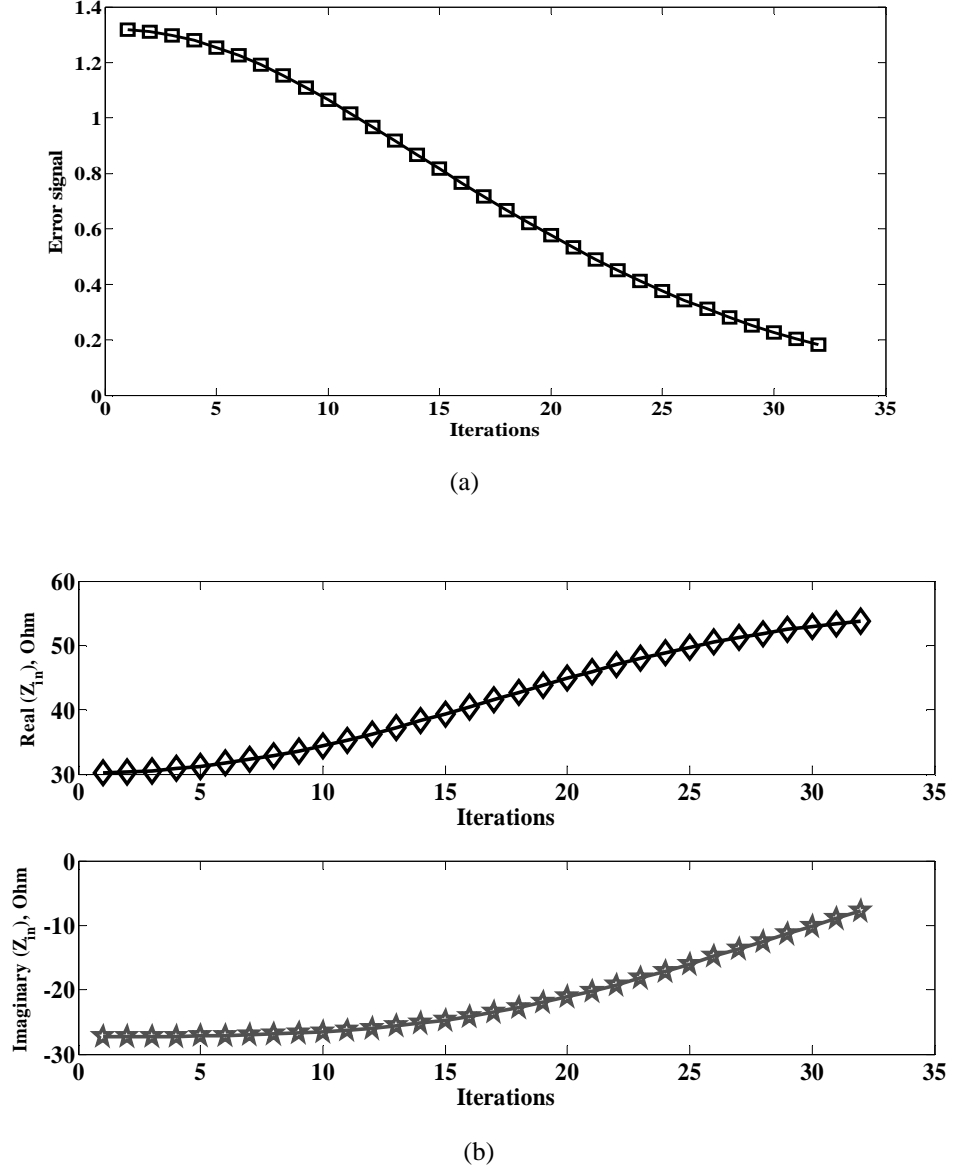 1.4
1.2
1
0.8
0.6
0.4
0.2
0
Error signal
0 5 10 15 20 25 30 35
Iterations
(a)
60
50
40
30
Real (Z_in), Ohm
0 5 10 15 20 25 30 35
Iterations
0
-10
-20
-30
Imaginary (Z_in), Ohm
0 5 10 15 20 25 30 35
Iterations
(b)